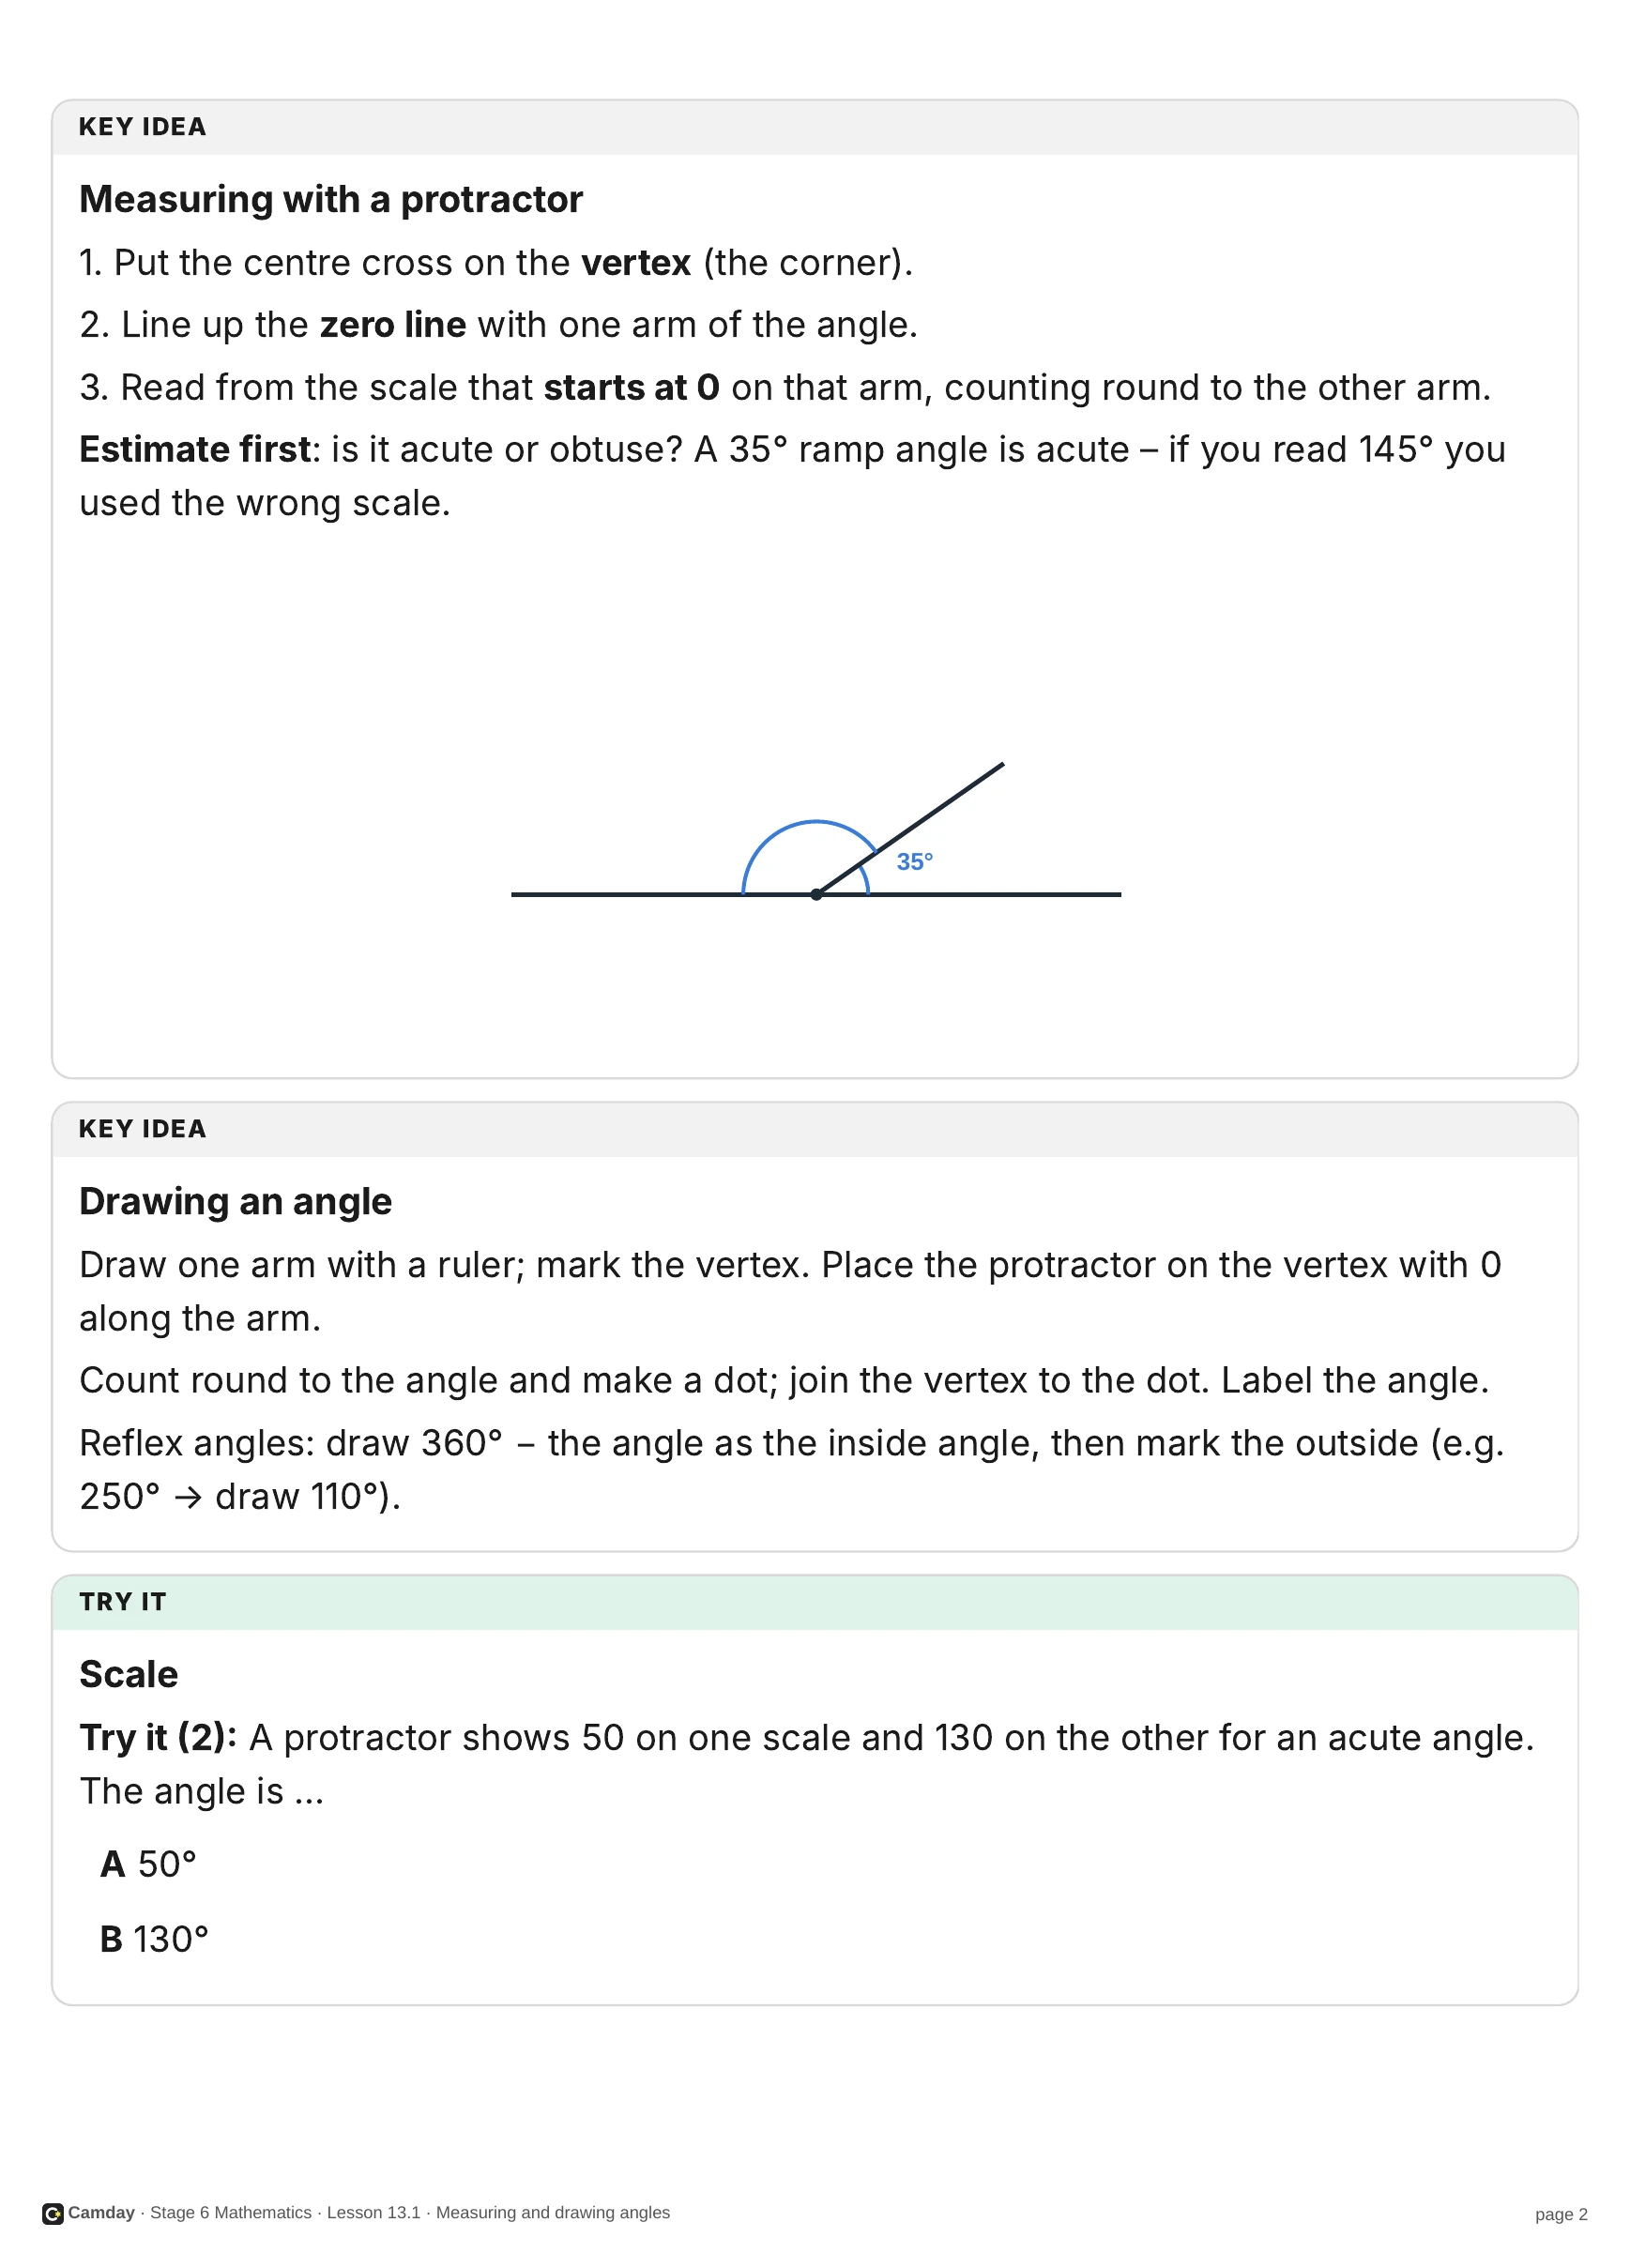 KEY IDEA
Measuring with a protractor
1. Put the centre cross on the vertex (the corner).
2. Line up the zero line with one arm of the angle.
3. Read from the scale that starts at 0 on that arm, counting round to the other arm.
Estimate first: is it acute or obtuse? A 35° ramp angle is acute – if you read 145° you
used the wrong scale.
35°
KEY IDEA
Drawing an angle
Draw one arm with a ruler; mark the vertex. Place the protractor on the vertex with 0
along the arm.
Count round to the angle and make a dot; join the vertex to the dot. Label the angle.
Reflex angles: draw 360° − the angle as the inside angle, then mark the outside (e.g.
250° → draw 110°).
TRY IT
Scale
Try it (2): A protractor shows 50 on one scale and 130 on the other for an acute angle.
The angle is ...
A 50°
B 130°
Camday · Stage 6 Mathematics · Lesson 13.1 · Measuring and drawing angles
page 2